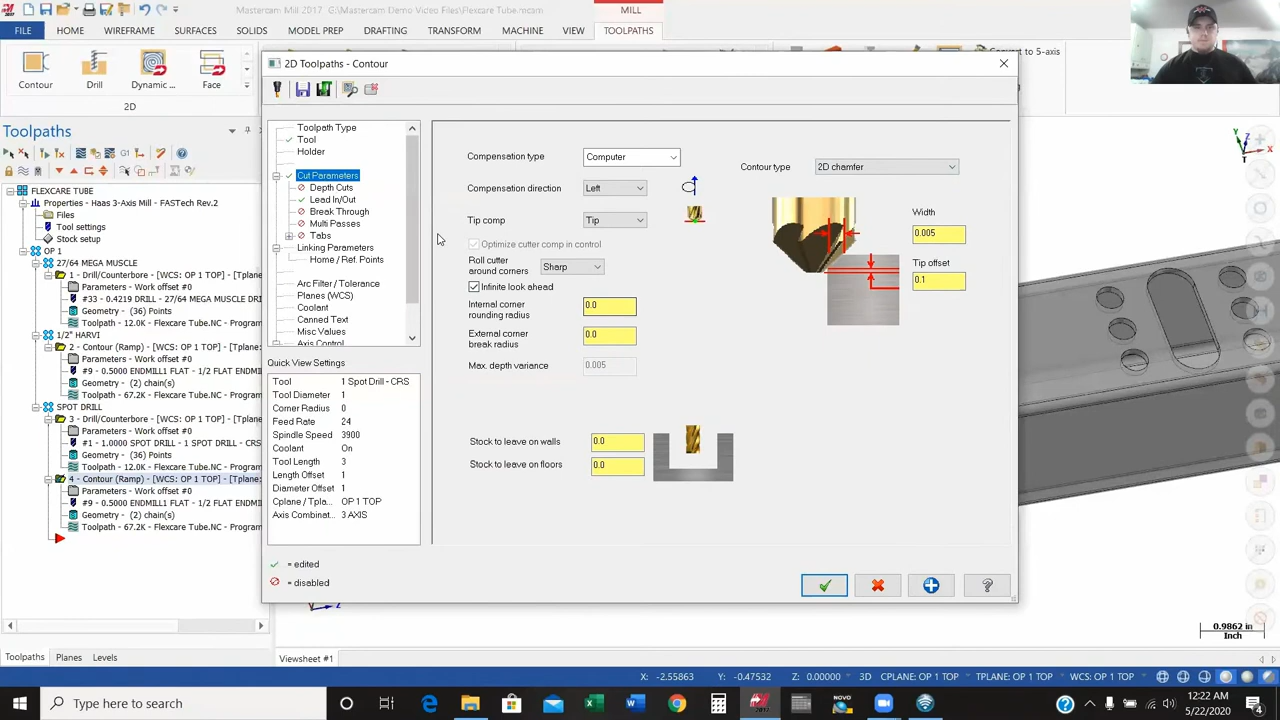 Mastercam Mill 2017 G:\Mastercam Demo Video Files\Flexcare Tube.mcam
MILL
FILE HOME WIREFRAME SURFACES SOLIDS MODEL PREP DRAFTING TRANSFORM MACHINE VIEW TOOLPATHS
Contour Drill Dynamic ... Face
2D
Convert to 5-axis
2D Toolpaths - Contour
Toolpaths
FLEXCARE TUBE
Properties - Haas 3-Axis Mill - FASTech Rev.2
Files
Tool settings
Stock setup
OP 1
27/64 MEGA MUSCLE
1 - Drill/Counterbore - [WCS: OP 1 TOP] - [Tplane:
Parameters - Work offset #0
#33 - 0.4219 DRILL - 27/64 MEGA MUSCLE DR
Geometry - (36) Points
Toolpath - 12.0K - Flexcare Tube.NC - Program
1/2" HARVI
2 - Contour (Ramp) - [WCS: OP 1 TOP] - [Tplane:
Parameters - Work offset #0
#9 - 0.5000 ENDMILL1 FLAT - 1/2 FLAT ENDMILL
Geometry - (2) chain(s)
Toolpath - 67.2K - Flexcare Tube.NC - Program
SPOT DRILL
3 - Drill/Counterbore - [WCS: OP 1 TOP] - [Tplane:
Parameters - Work offset #0
#1 - 1.0000 SPOT DRILL - 1 SPOT DRILL - CR
Geometry - (36) Points
Toolpath - 12.0K - Flexcare Tube.NC - Program
4 - Contour (Ramp) - [WCS: OP 1 TOP] - [Tplane:
Parameters - Work offset #0
#9 - 0.5000 ENDMILL1 FLAT - 1/2 FLAT ENDMILL
Geometry - (2) chain(s)
Toolpath - 67.2K - Flexcare Tube.NC - Program
Toolpath Type
Tool
Holder
Cut Parameters
Depth Cuts
Lead In/Out
Break Through
Multi Passes
Tabs
Linking Parameters
Home / Ref. Points
Arc Filter / Tolerance
Planes (WCS)
Coolant
Canned Text
Misc Values
Axis Control
Quick View Settings
Tool 1 Spot Drill - CRS
Tool Diameter 1
Corner Radius 0
Feed Rate 24
Spindle Speed 3900
Coolant On
Tool Length 3
Length Offset 1
Diameter Offset 1
Cplane / Tpla... OP 1 TOP
Axis Combinat... 3 AXIS
= edited
= disabled
Compensation type Computer
Compensation direction Left
Tip comp Tip
Optimize cutter comp in control
Roll cutter around corners Sharp
Infinite look ahead
Internal corner rounding radius 0.0
External corner break radius 0.0
Max. depth variance 0.005
Stock to leave on walls 0.0
Stock to leave on floors 0.0
Contour type 2D chamfer
Width
0.005
Tip offset
0.1
Z
0.9862 in
Inch
Toolpaths Planes Levels
Viewsheet #1
X: -2.55863 Y: -0.47532 Z: 0.00000 3D CPLANE: OP 1 TOP TPLANE: OP 1 TOP WCS: OP 1 TOP
Type here to search
12:22 AM
5/22/2020